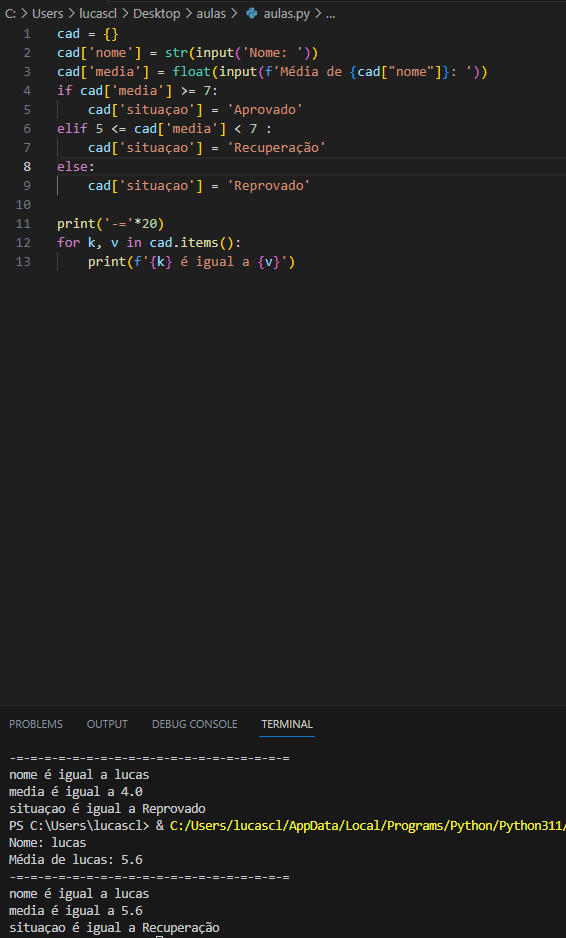 C: > Users > lucascl > Desktop > aulas > aulas.py > ...
1 cad = {}
2 cad['nome'] = str(input('Nome: '))
3 cad['media'] = float(input(f'Média de {cad["nome"]}: '))
4 if cad['media'] >= 7:
5     cad['situaçao'] = 'Aprovado'
6 elif 5 <= cad['media'] < 7 :
7     cad['situaçao'] = 'Recuperação'
8 else:
9     cad['situaçao'] = 'Reprovado'
10
11 print('-='*20)
12 for k, v in cad.items():
13     print(f'{k} é igual a {v}')
PROBLEMS OUTPUT DEBUG CONSOLE TERMINAL
-=-=-=-=-=-=-=-=-=-=-=-=-=-=-=-=-=-=-=-=
nome é igual a lucas
media é igual a 4.0
situaçao é igual a Reprovado
PS C:\Users\lucascl> & C:/Users/lucascl/AppData/Local/Programs/Python/Python311/
Nome: lucas
Média de lucas: 5.6
-=-=-=-=-=-=-=-=-=-=-=-=-=-=-=-=-=-=-=-=
nome é igual a lucas
media é igual a 5.6
situaçao é igual a Recuperação